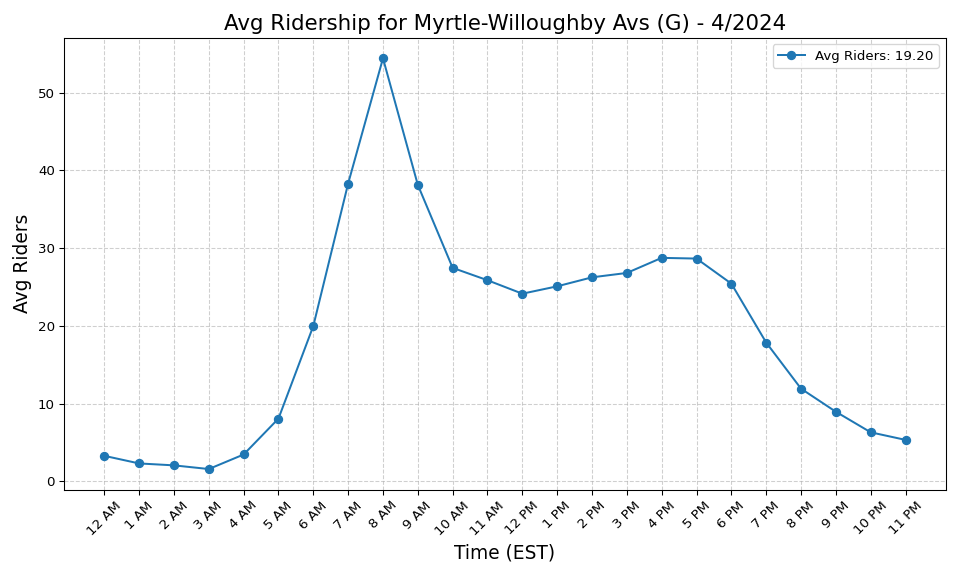 Avg Ridership for Myrtle-Willoughby Avs (G) - 4/2024
Avg Riders: 19.20
Avg Riders
50
40
30
20
10
0
12 AM
1 AM
2 AM
3 AM
4 AM
5 AM
6 AM
7 AM
8 AM
9 AM
10 AM
11 AM
12 PM
1 PM
2 PM
3 PM
4 PM
5 PM
6 PM
7 PM
8 PM
9 PM
10 PM
11 PM
Time (EST)